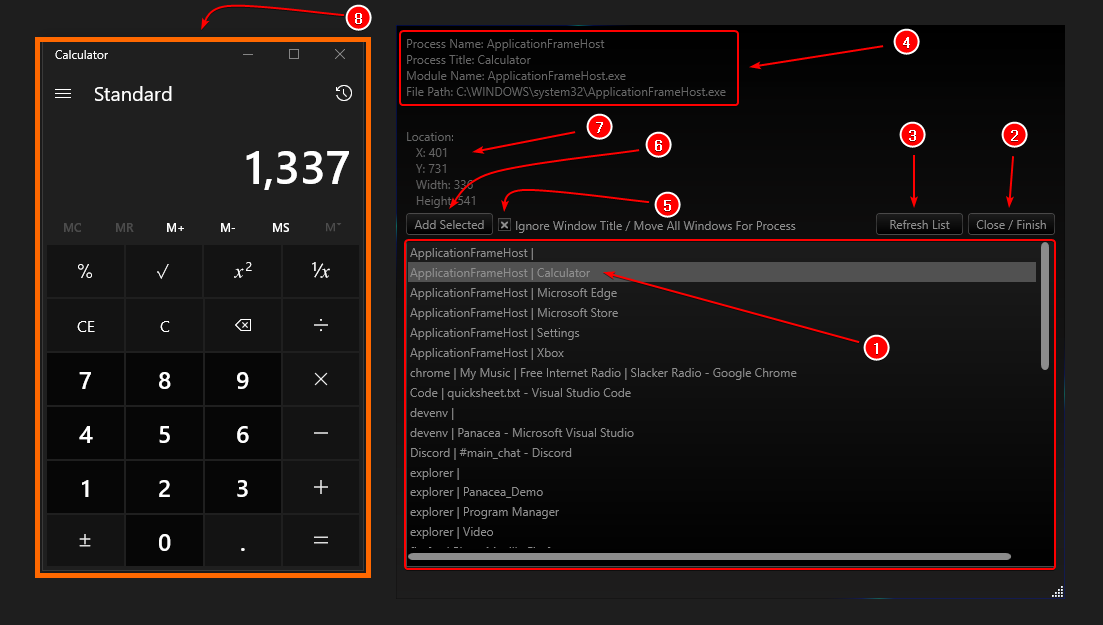 8
Calculator
Standard
1,337
MC MR M+ M- MS M˅
% √ x² ¹/x
CE C ÷
7 8 9 ×
4 5 6 −
1 2 3 +
± 0 . =
Process Name: ApplicationFrameHost
Process Title: Calculator
Module Name: ApplicationFrameHost.exe
File Path: C:\WINDOWS\system32\ApplicationFrameHost.exe
4
Location:
X: 401
Y: 731
Width: 336
Height: 541
7
6
5
3
2
Add Selected
Ignore Window Title / Move All Windows For Process
Refresh List
Close / Finish
ApplicationFrameHost |
ApplicationFrameHost | Calculator
ApplicationFrameHost | Microsoft Edge
ApplicationFrameHost | Microsoft Store
ApplicationFrameHost | Settings
ApplicationFrameHost | Xbox
1
chrome | My Music | Free Internet Radio | Slacker Radio - Google Chrome
Code | quicksheet.txt - Visual Studio Code
devenv |
devenv | Panacea - Microsoft Visual Studio
Discord | #main_chat - Discord
explorer |
explorer | Panacea_Demo
explorer | Program Manager
explorer | Video